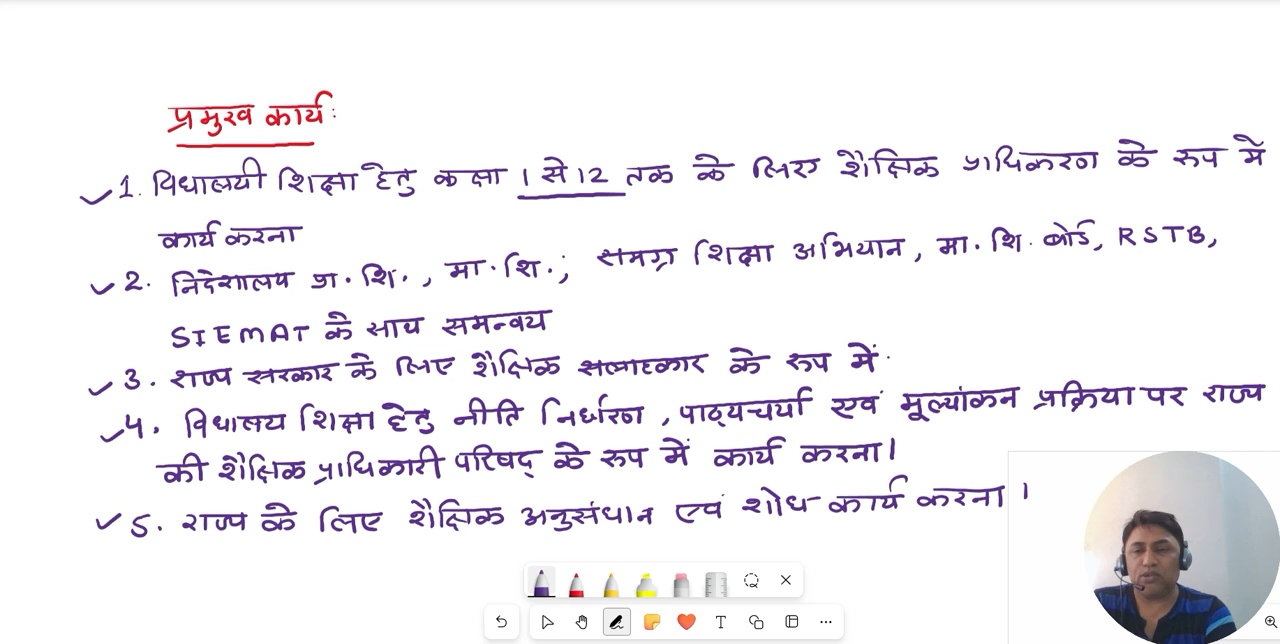 प्रमुख कार्य:
1. विद्यालयी शिक्षा हेतु कक्षा 1 से 12 तक के लिए शैक्षिक प्राधिकरण के रूप में
कार्य करना
2. निदेशालय प्रा. शि., मा. शि.; समग्र शिक्षा अभियान, मा. शि. बोर्ड, RSTB,
SIEMAT के साथ समन्वय
3. राज्य सरकार के लिए शैक्षिक सलाहकार के रूप में.
4. विद्यालय शिक्षा हेतु नीति निर्धारण, पाठ्यचर्या एवं मूल्यांकन प्रक्रिया पर राज्य
की शैक्षिक प्राधिकारी परिषद् के रूप में कार्य करना।
5. राज्य के लिए शैक्षिक अनुसंधान एवं शोध कार्य करना।